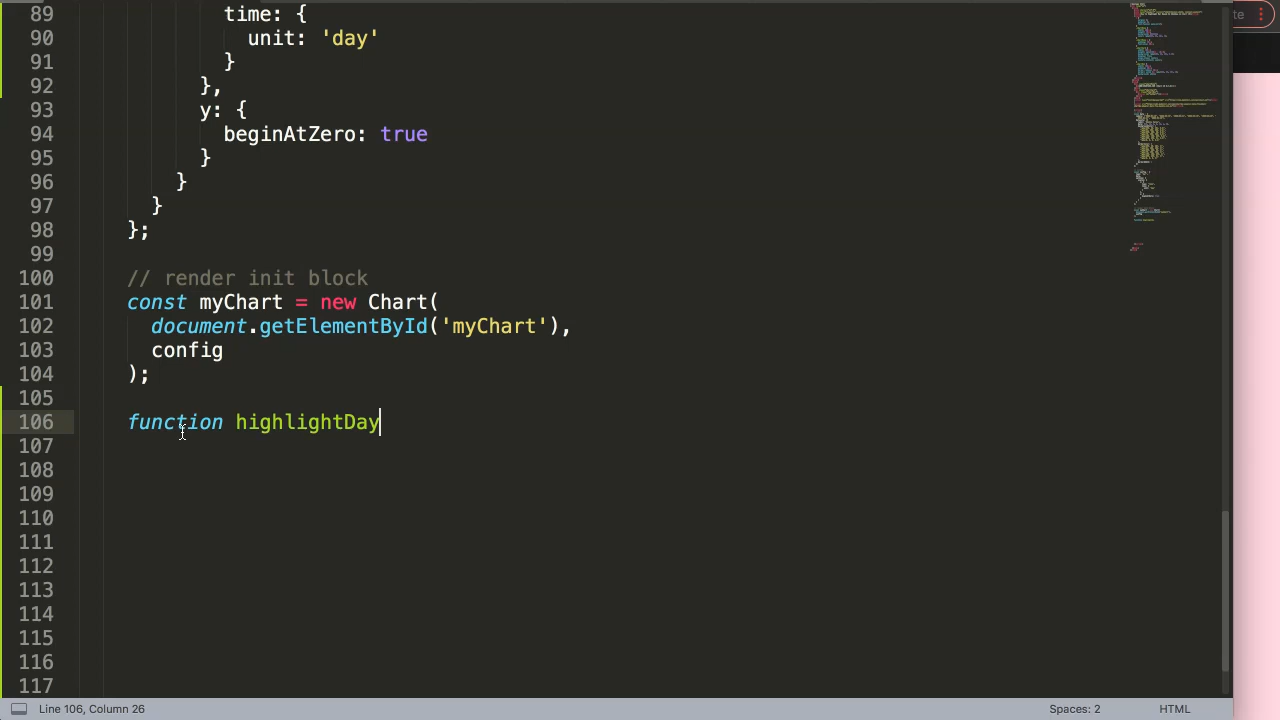 89 time: {
90 unit: 'day'
91 }
92 },
93 y: {
94 beginAtZero: true
95 }
96 }
97 }
98 };
99
100 // render init block
101 const myChart = new Chart(
102 document.getElementById('myChart'),
103 config
104 );
105
106 function highlightDay
107
108
109
110
111
112
113
114
115
116
117
Line 106, Column 26 Spaces: 2 HTML